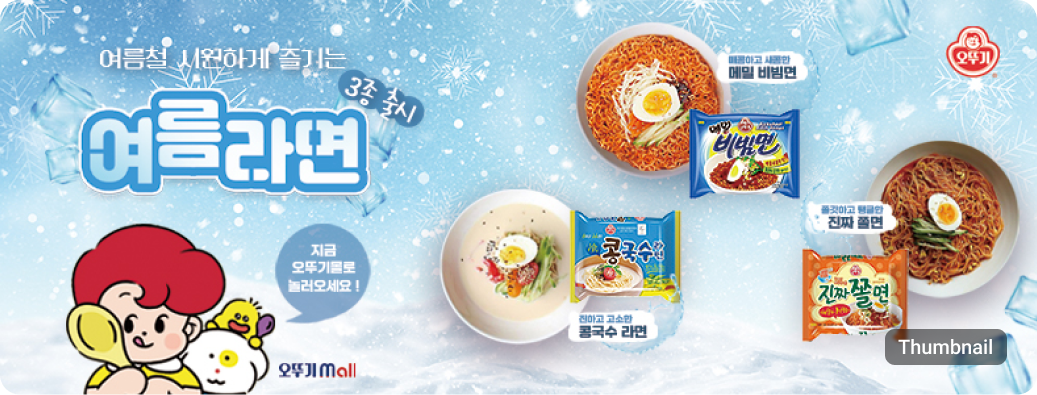 여름철 시원하게 즐기는
여름라면
3종 출시
지금
오뚜기몰로
놀러오세요!
오뚜기 mall
매콤하고 새콤한
메밀 비빔면
메밀
비빔면
진하고 고소한
콩국수 라면
콩국수
라면
쫄깃하고 탱글한
진짜 쫄면
진짜쫄면
오뚜기
Thumbnail